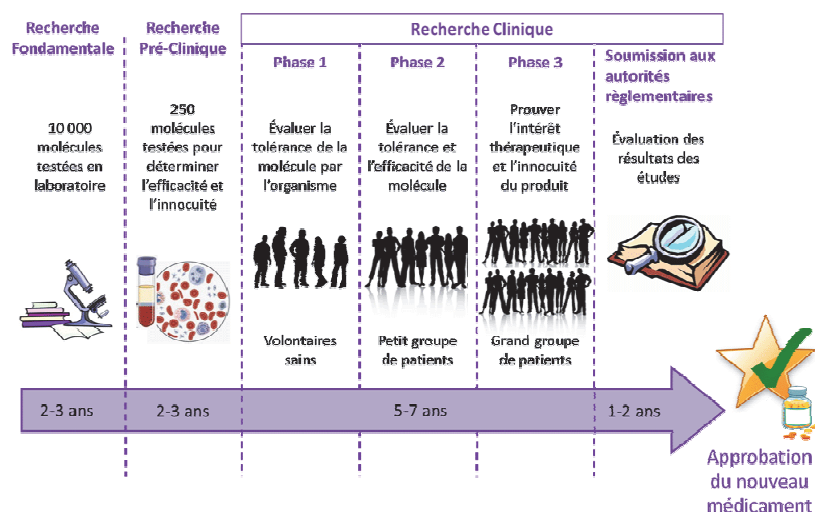 Recherche
Fondamentale
Recherche
Pré-Clinique
Recherche Clinique
Phase 1
Phase 2
Phase 3
Soumission aux
autorités
règlementaires
10 000
molécules
testées en
laboratoire
250
molécules
testées pour
déterminer
l'efficacité et
l'innocuité
Évaluer la
tolérance de la
molécule par
l'organisme
Évaluer la
tolérance et
l'efficacité de la
molécule
Prouver
l'intérêt
thérapeutique
et l'innocuité
du produit
Évaluation des
résultats des
études
Volontaires
sains
Petit groupe
de patients
Grand groupe
de patients
2-3 ans
2-3 ans
5-7 ans
1-2 ans
Approbation
du nouveau
médicament